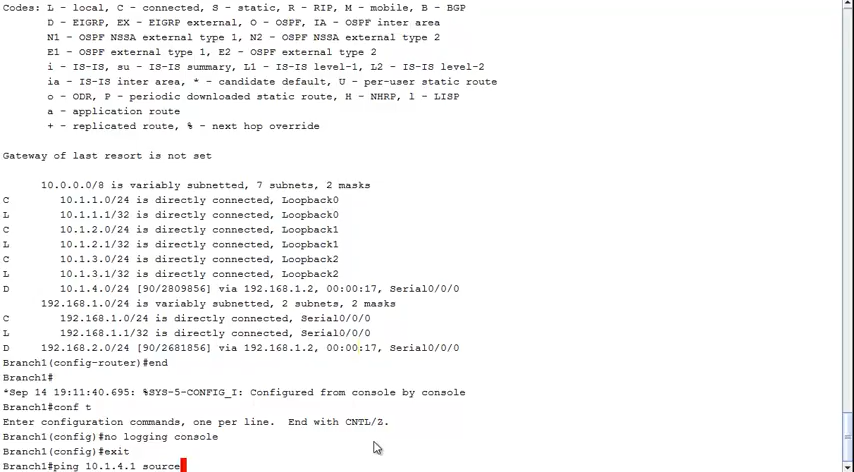 Codes: L - local, C - connected, S - static, R - RIP, M - mobile, B - BGP
D - EIGRP, EX - EIGRP external, O - OSPF, IA - OSPF inter area
N1 - OSPF NSSA external type 1, N2 - OSPF NSSA external type 2
E1 - OSPF external type 1, E2 - OSPF external type 2
i - IS-IS, su - IS-IS summary, L1 - IS-IS level-1, L2 - IS-IS level-2
ia - IS-IS inter area, * - candidate default, U - per-user static route
o - ODR, P - periodic downloaded static route, H - NHRP, l - LISP
a - application route
+ - replicated route, % - next hop override
Gateway of last resort is not set
10.0.0.0/8 is variably subnetted, 7 subnets, 2 masks
C 10.1.1.0/24 is directly connected, Loopback0
L 10.1.1.1/32 is directly connected, Loopback0
C 10.1.2.0/24 is directly connected, Loopback1
L 10.1.2.1/32 is directly connected, Loopback1
C 10.1.3.0/24 is directly connected, Loopback2
L 10.1.3.1/32 is directly connected, Loopback2
D 10.1.4.0/24 [90/2809856] via 192.168.1.2, 00:00:17, Serial0/0/0
192.168.1.0/24 is variably subnetted, 2 subnets, 2 masks
C 192.168.1.0/24 is directly connected, Serial0/0/0
L 192.168.1.1/32 is directly connected, Serial0/0/0
D 192.168.2.0/24 [90/2681856] via 192.168.1.2, 00:00:17, Serial0/0/0
Branch1(config-router)#end
Branch1#
*Sep 14 19:11:40.695: %SYS-5-CONFIG_I: Configured from console by console
Branch1#conf t
Enter configuration commands, one per line. End with CNTL/Z.
Branch1(config)#no logging console
Branch1(config)#exit
Branch1#ping 10.1.4.1 source